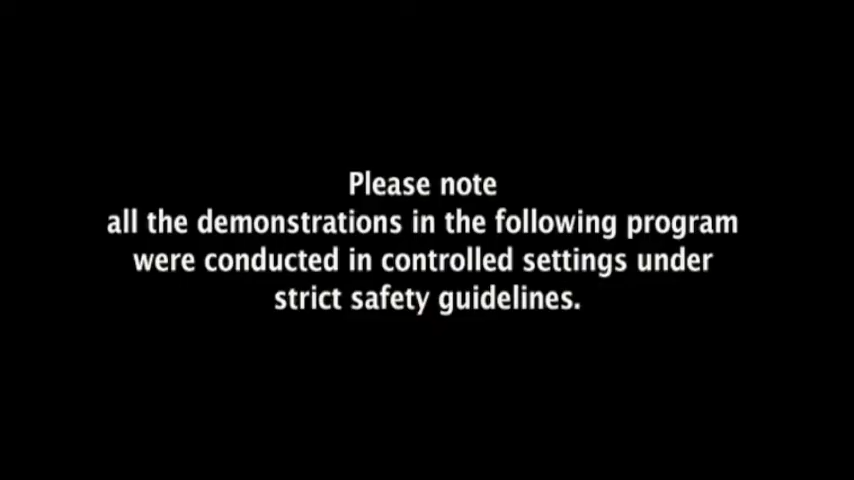 Please note
all the demonstrations in the following program
were conducted in controlled settings under
strict safety guidelines.